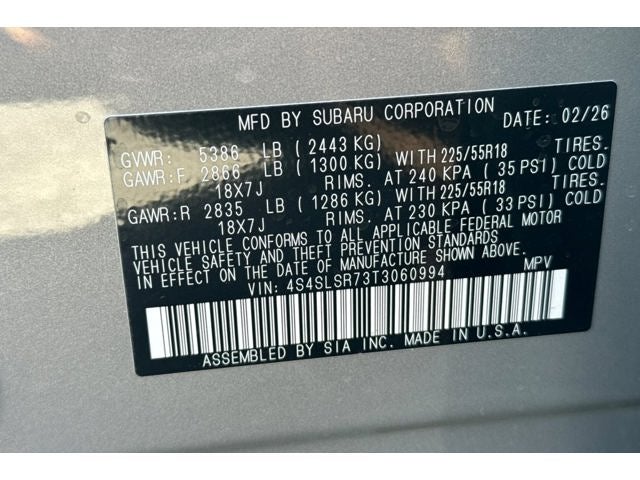 MFD BY SUBARU CORPORATION DATE: 02/26
GVWR: 5386 LB (2443 KG)
GAWR:F 2866 LB (1300 KG) WITH 225/55R18 TIRES.
18X7J RIMS. AT 240 KPA (35 PSI) COLD
GAWR:R 2835 LB (1286 KG) WITH 225/55R18 TIRES.
18X7J RIMS. AT 230 KPA (33 PSI) COLD
THIS VEHICLE CONFORMS TO ALL APPLICABLE FEDERAL MOTOR
VEHICLE SAFETY AND THEFT PREVENTION STANDARDS
IN EFFECT ON THE DATE OF MANUFACTURE SHOWN ABOVE.
VIN: 4S4SLSR73T3060994 MPV
ASSEMBLED BY SIA INC. MADE IN U.S.A.